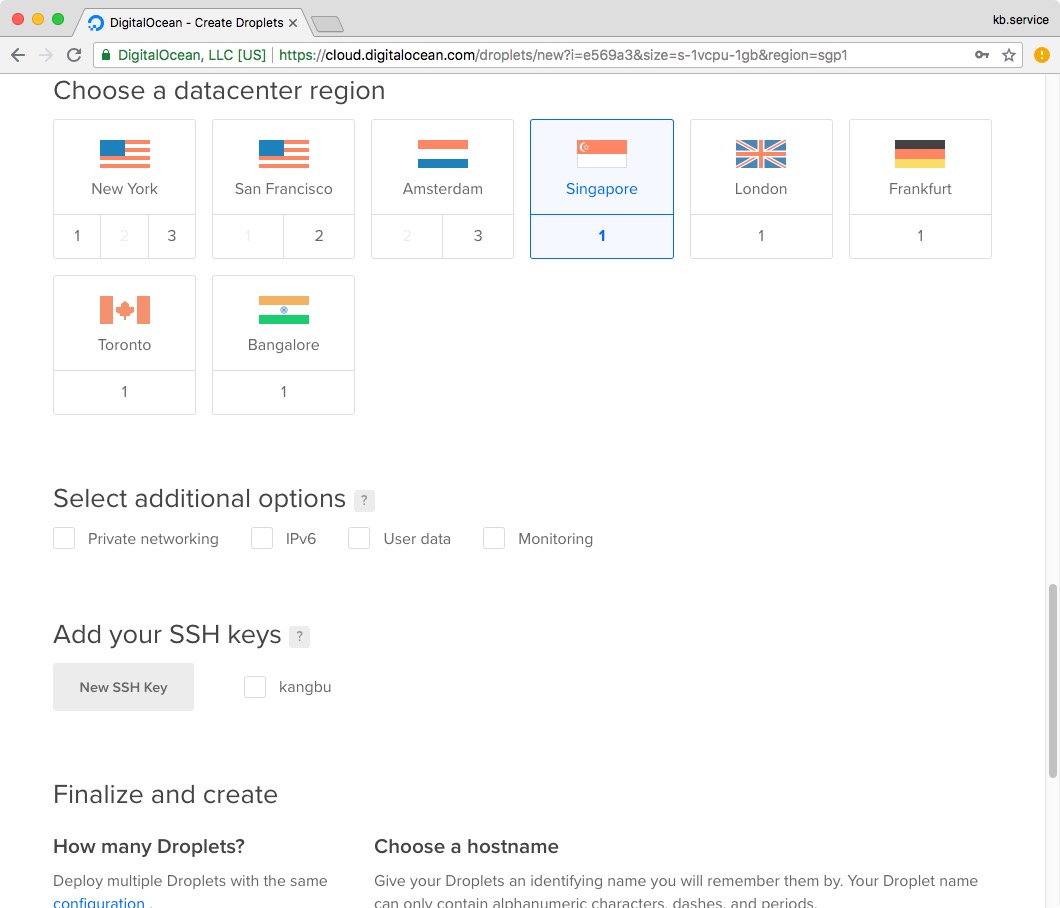 DigitalOcean - Create Droplets
kb.service
DigitalOcean, LLC [US] https://cloud.digitalocean.com/droplets/new?i=e569a3&size=s-1vcpu-1gb&region=sgp1
Choose a datacenter region
New York San Francisco Amsterdam Singapore London Frankfurt
1 2 3 1 2 2 3 1 1 1
Toronto Bangalore
1 1
Select additional options ?
Private networking IPv6 User data Monitoring
Add your SSH keys ?
New SSH Key kangbu
Finalize and create
How many Droplets? Choose a hostname
Deploy multiple Droplets with the same Give your Droplets an identifying name you will remember them by. Your Droplet name
configuration . can only contain alphanumeric characters, dashes, and periods.